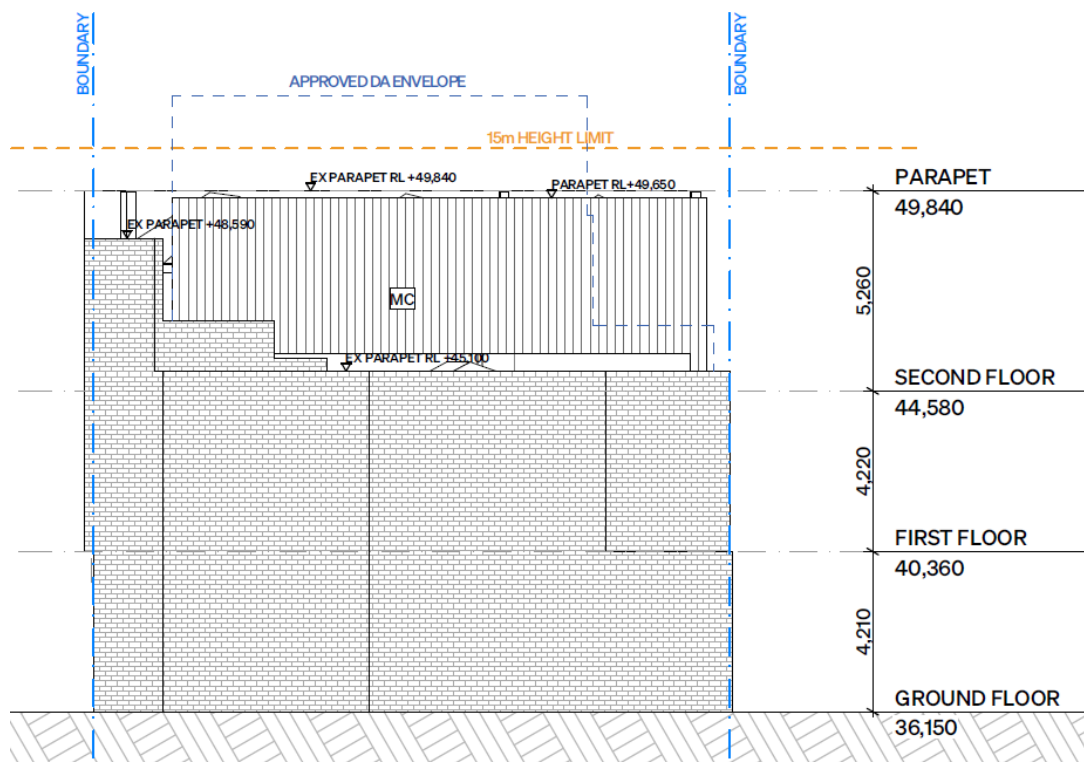 BOUNDARY
BOUNDARY
APPROVED DA ENVELOPE
15m HEIGHT LIMIT
EX PARAPET RL +49,840
PARAPET RL+49,650
PARAPET
49,840
EX PARAPET +48,590
5,260
MC
EX PARAPET RL +45,100
SECOND FLOOR
44,580
4,220
FIRST FLOOR
40,360
4,210
GROUND FLOOR
36,150